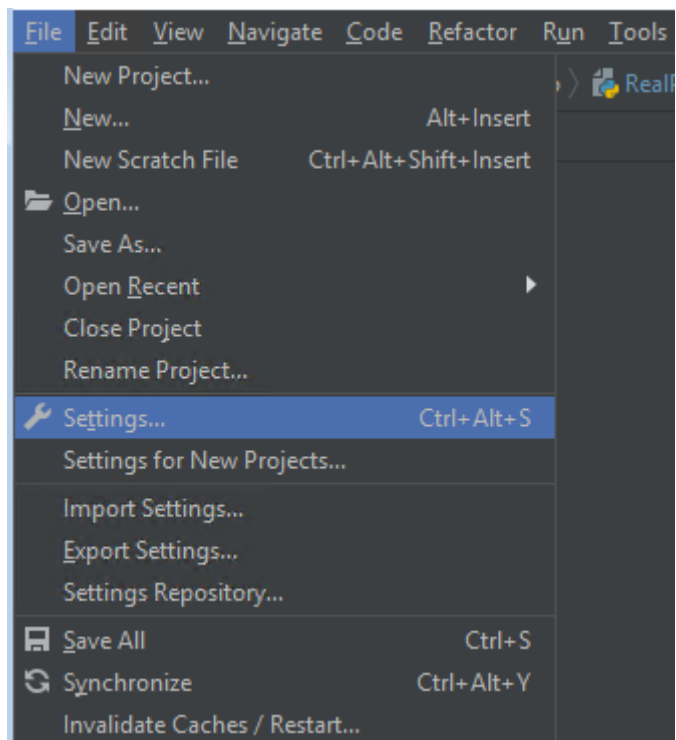 File Edit View Navigate Code Refactor Run Tools
New Project...
New... Alt+Insert
New Scratch File Ctrl+Alt+Shift+Insert
Open...
Save As...
Open Recent
Close Project
Rename Project...
Settings... Ctrl+Alt+S
Settings for New Projects...
Import Settings...
Export Settings...
Settings Repository...
Save All Ctrl+S
Synchronize Ctrl+Alt+Y
Invalidate Caches / Restart...